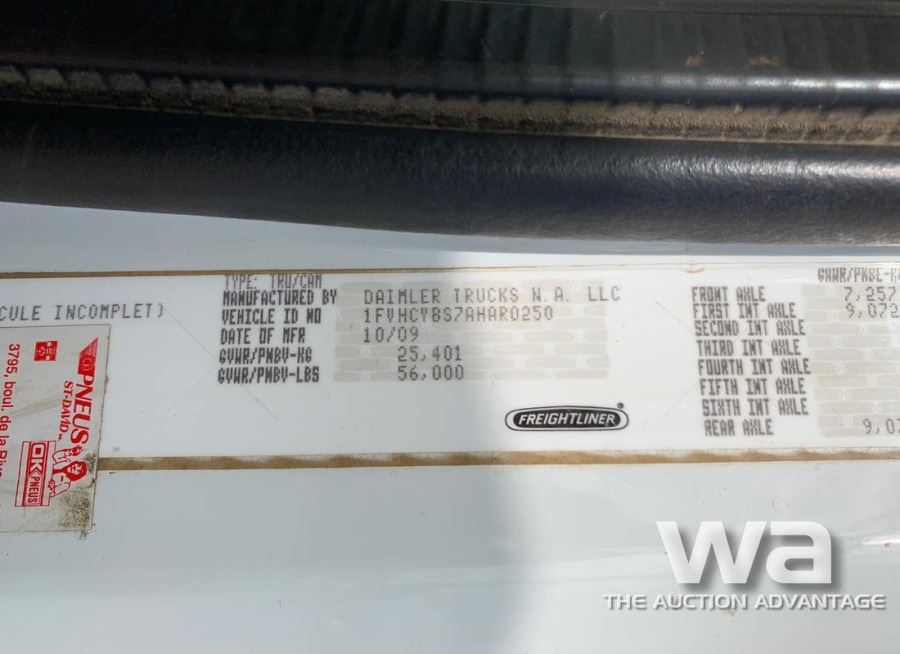 CULE INCOMPLET)
TYPE: TRU/CAM
MANUFACTURED BY DAIMLER TRUCKS N.A. LLC
VEHICLE ID NO 1FVHCYBS7AHAR0250
DATE OF MFR 10/09
GVWR/PNBV-KG 25,401
GVWR/PNBV-LBS 56,000
FREIGHTLINER®
GAWR/PNBE-KG
FRONT AXLE 7,257
FIRST INT AXLE 9,072
SECOND INT AXLE
THIRD INT AXLE
FOURTH INT AXLE
FIFTH INT AXLE
SIXTH INT AXLE
REAR AXLE 9,07
PNEUS
ST-DAVID
OK PNEUS
3795, boul. de la
wa
THE AUCTION ADVANTAGE